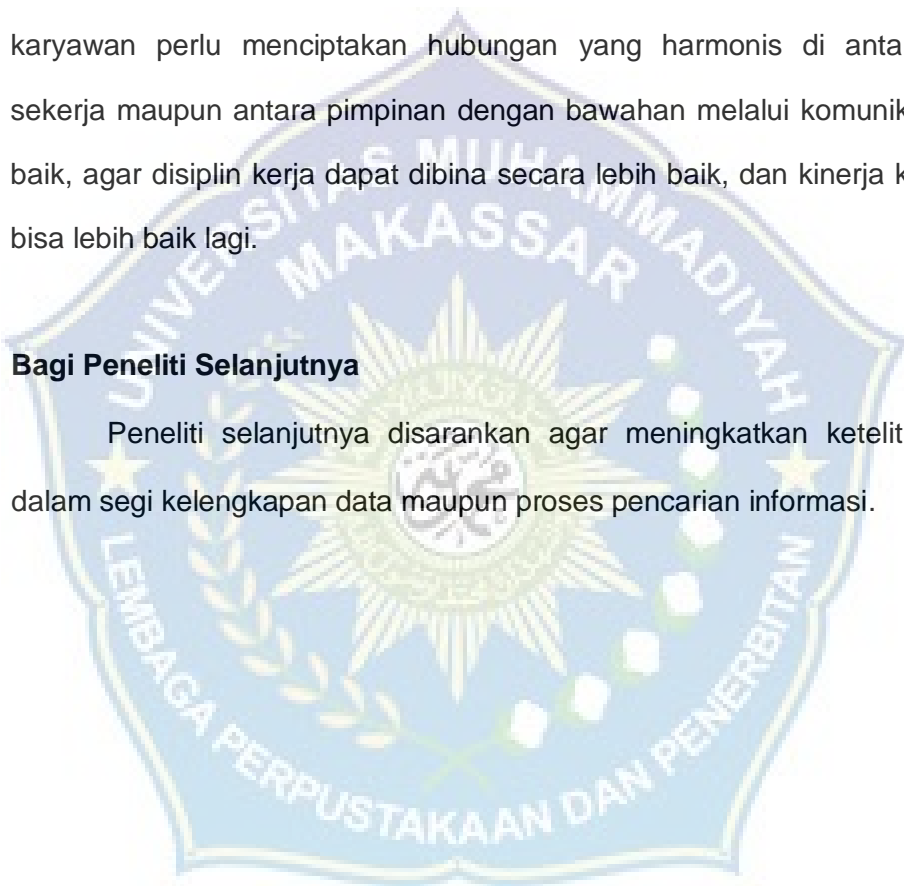 karyawan perlu menciptakan hubungan yang harmonis di anta
sekerja maupun antara pimpinan dengan bawahan melalui komunik
baik, agar disiplin kerja dapat dibina secara lebih baik, dan kinerja k
bisa lebih baik lagi.
UNIVERSITAS MUHAMMADIYAH
MAKASSAR
Bagi Peneliti Selanjutnya
Peneliti selanjutnya disarankan agar meningkatkan ketelit
dalam segi kelengkapan data maupun proses pencarian informasi.
LEMBAGA PERPUSTAKAAN DAN PENERBITAN